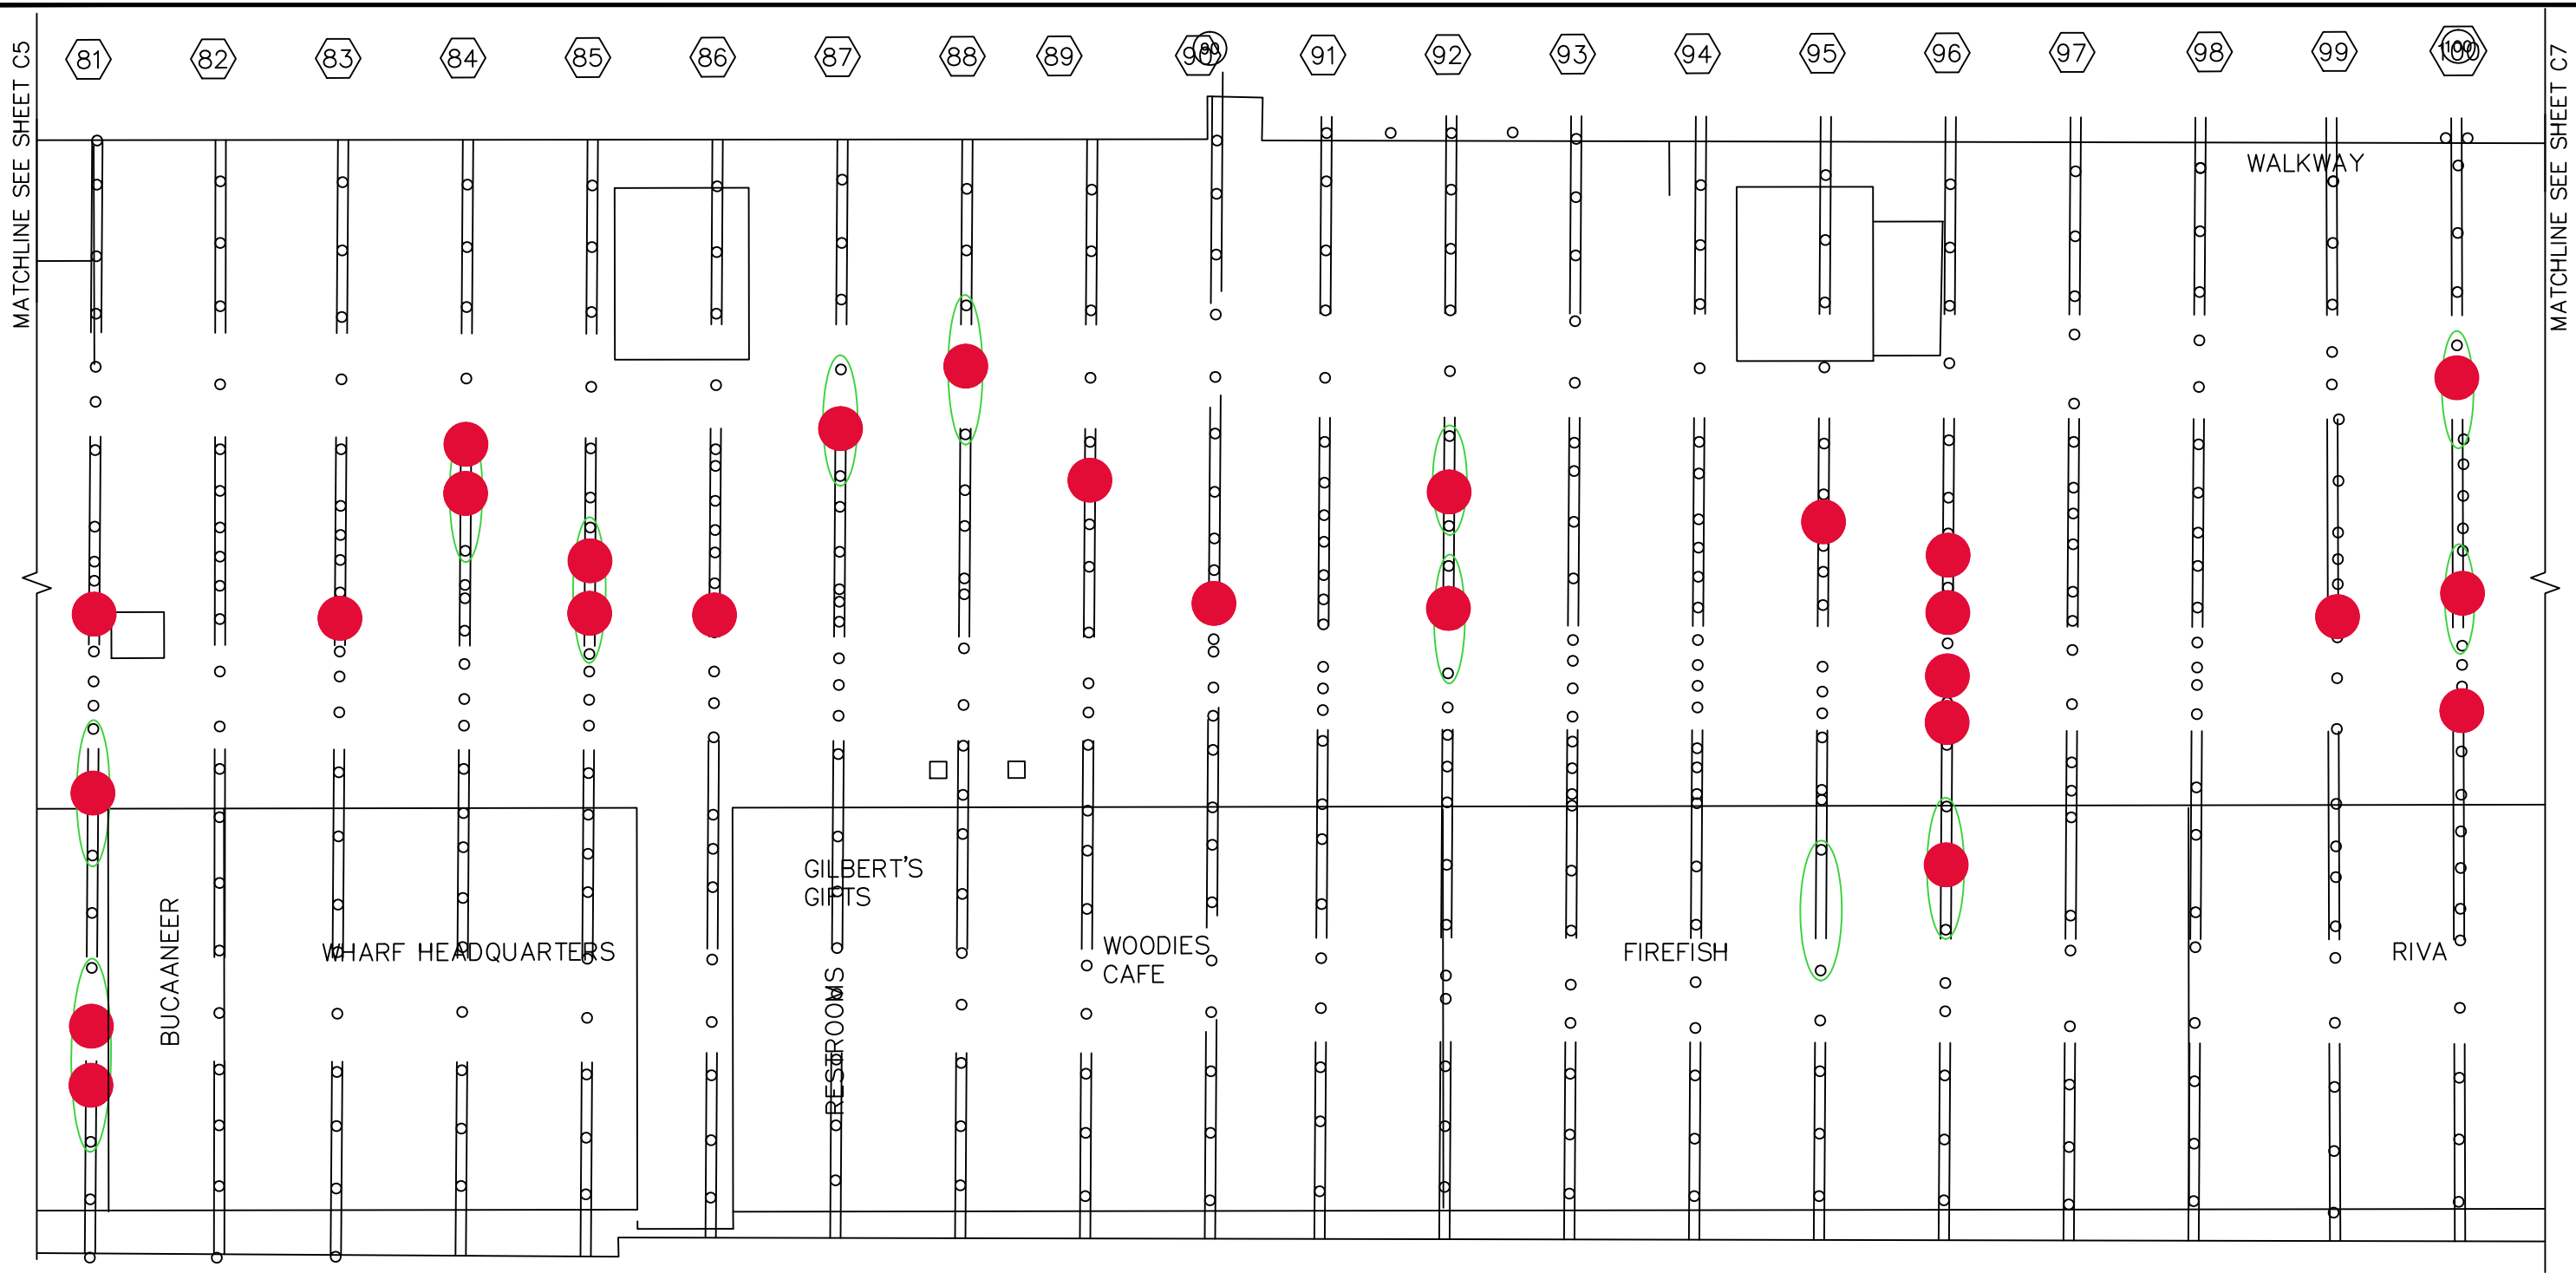 MATCHLINE SEE SHEET C5
81 82 83 84 85 86 87 88 89 90 90 91 92 93 94 95 96 97 98 99 100 100
MATCHLINE SEE SHEET C7
WALKWAY
BUCAANEER
WHARF HEADQUARTERS
GILBERT'S
GIFTS
RESTROOMS
WOODIES
CAFE
FIREFISH
RIVA